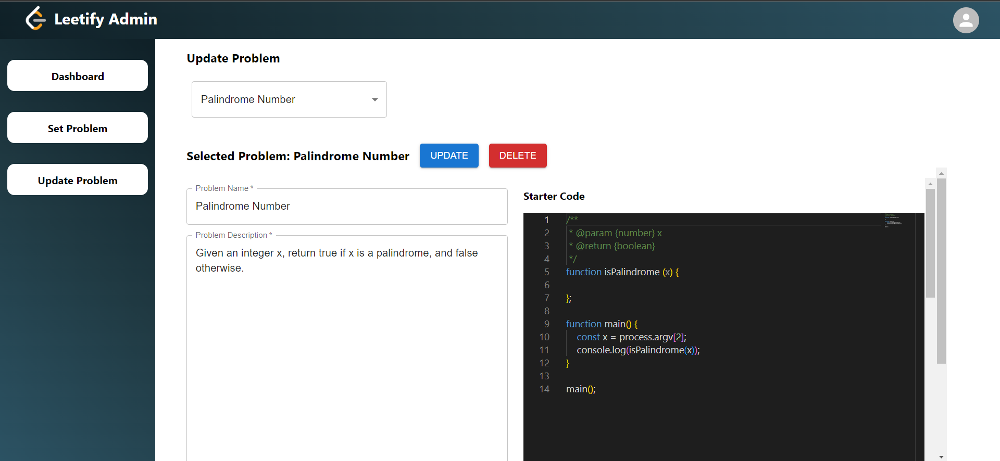 Leetify Admin
Dashboard
Set Problem
Update Problem
Update Problem
Palindrome Number
Selected Problem: Palindrome Number
UPDATE
DELETE
Problem Name *
Palindrome Number
Problem Description *
Given an integer x, return true if x is a palindrome, and false
otherwise.
Starter Code
1 /**
2  * @param {number} x
3  * @return {boolean}
4  */
5 function isPalindrome (x) {
6
7 };
8
9 function main() {
10     const x = process.argv[2];
11     console.log(isPalindrome(x));
12 }
13
14 main();